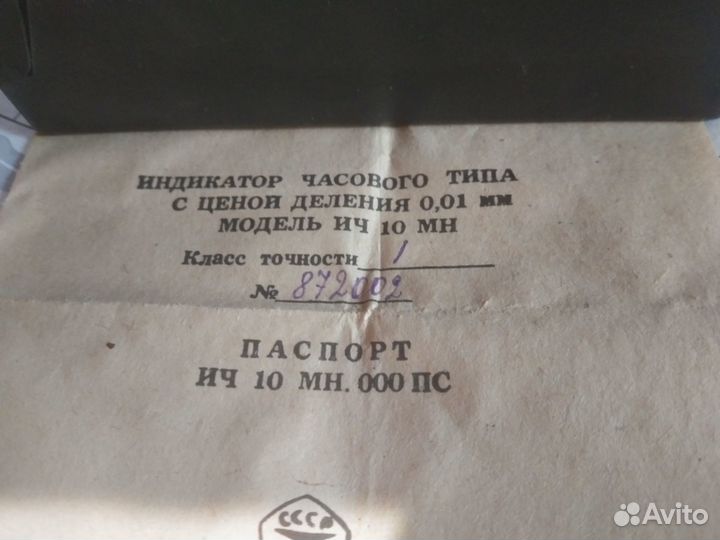 ИНДИКАТОР ЧАСОВОГО ТИПА
С ЦЕНОЙ ДЕЛЕНИЯ 0,01 мм
МОДЕЛЬ ИЧ 10 МН
Класс точности 1
№ 872002
ПАСПОРТ
ИЧ 10 МН.000 ПС
СССР
Avito